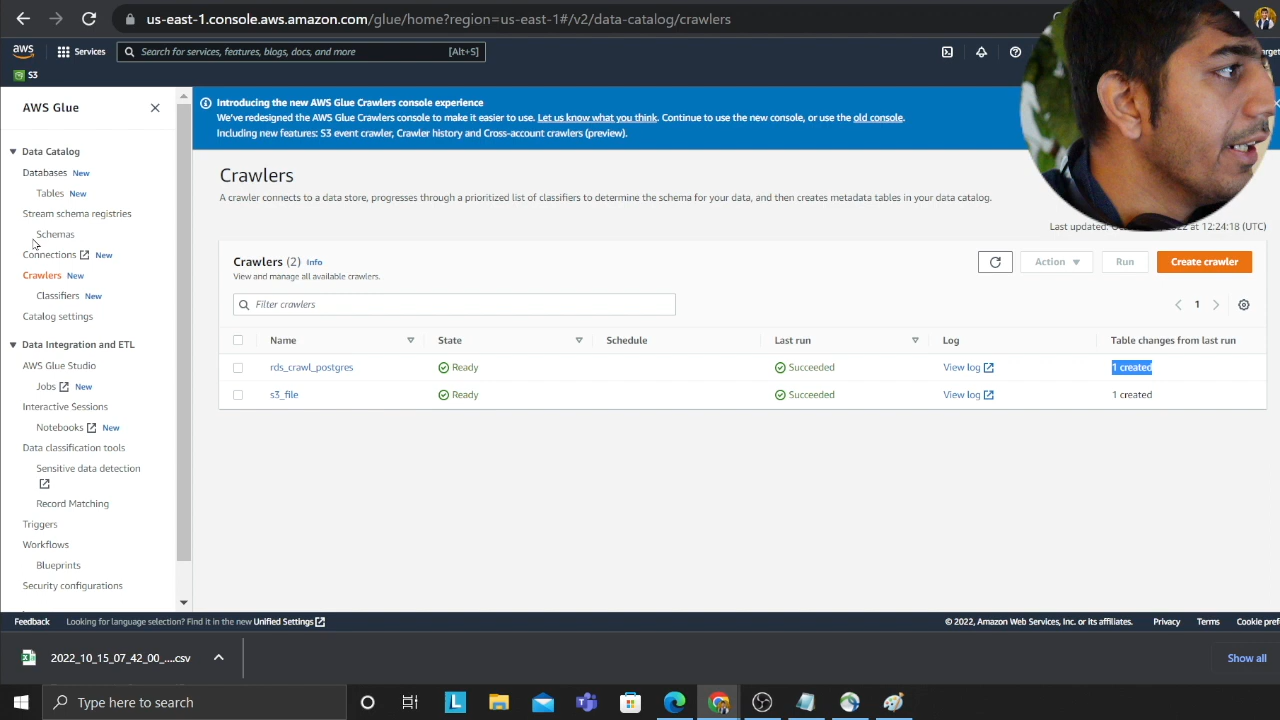 us-east-1.console.aws.amazon.com/glue/home?region=us-east-1#/v2/data-catalog/crawlers
aws
Services
Search for services, features, blogs, docs, and more
[Alt+S]
S3
AWS Glue
Data Catalog
Databases New
Tables New
Stream schema registries
Schemas
Connections New
Crawlers New
Classifiers New
Catalog settings
Data Integration and ETL
AWS Glue Studio
Jobs New
Interactive Sessions
Notebooks New
Data classification tools
Sensitive data detection
Record Matching
Triggers
Workflows
Blueprints
Security configurations
Introducing the new AWS Glue Crawlers console experience
We've redesigned the AWS Glue Crawlers console to make it easier to use. Let us know what you think. Continue to use the new console, or use the old console.
Including new features: S3 event crawler, Crawler history and Cross-account crawlers (preview).
Crawlers
A crawler connects to a data store, progresses through a prioritized list of classifiers to determine the schema for your data, and then creates metadata tables in your data catalog.
Last updated: at 12:24:18 (UTC)
Crawlers (2) Info
View and manage all available crawlers.
Action
Run
Create crawler
Filter crawlers
1
Name State Schedule Last run Log Table changes from last run
rds_crawl_postgres Ready Succeeded View log 1 created
s3_file Ready Succeeded View log 1 created
Feedback Looking for language selection? Find it in the new Unified Settings
© 2022, Amazon Web Services, Inc. or its affiliates. Privacy Terms Cookie pref
2022_10_15_07_42_00_....csv
Show all
Type here to search